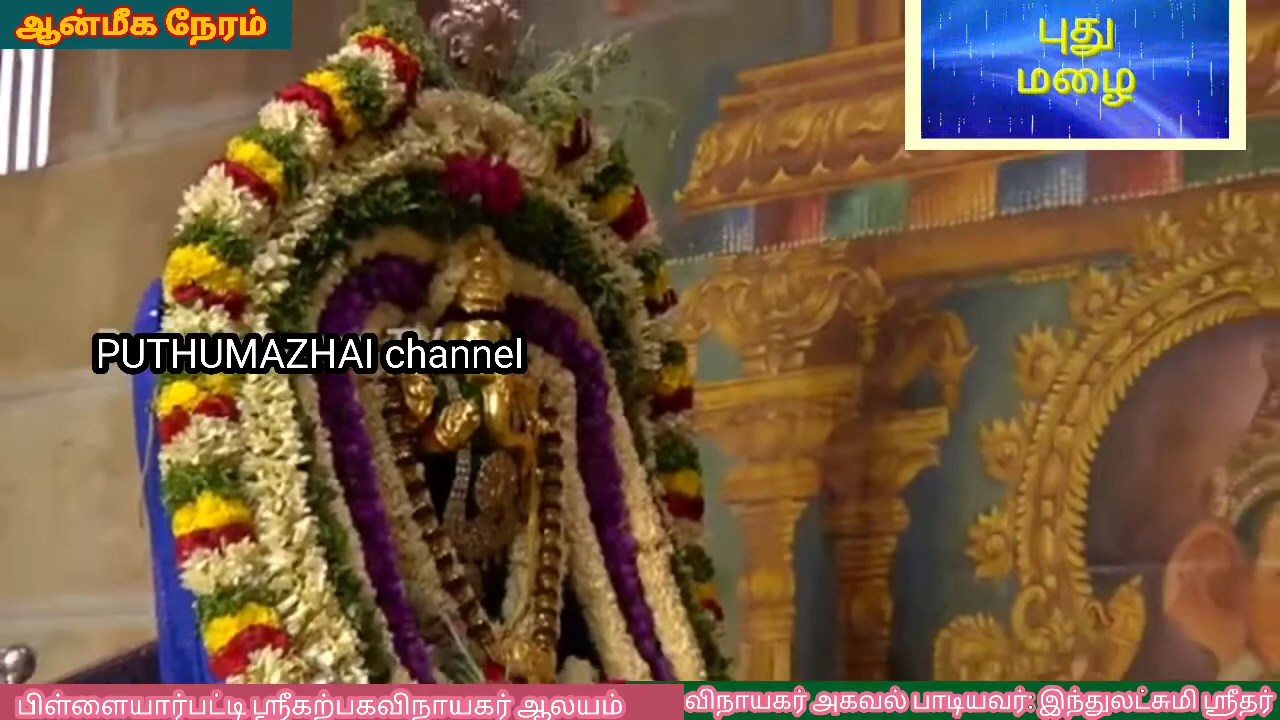 ஆன்மீக நேரம்
புது
மழை
PUTHUMAZHAI channel
பிள்ளையார்பட்டி ஸ்ரீகற்பகவிநாயகர் ஆலயம்
விநாயகர் அகவல் பாடியவர்: இந்துலட்சுமி ஸ்ரீதர்